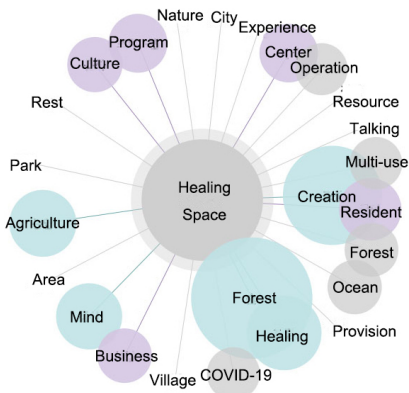 Nature
City
Experience
Program
Culture
Center
Operation
Rest
Resource
Talking
Park
Multi-use
Healing
Space
Creation
Resident
Agriculture
Forest
Area
Ocean
Forest
Mind
Healing
Provision
Business
Village
COVID-19